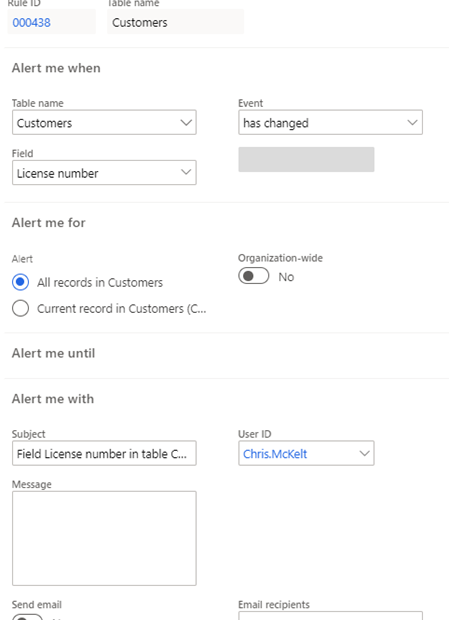 Rule ID Table name
000438 Customers
Alert me when
Table name Event
Customers has changed
Field
License number
Alert me for
Alert Organization-wide
All records in Customers No
Current record in Customers (C...
Alert me until
Alert me with
Subject User ID
Field License number in table C... Chris.McKelt
Message
Send email Email recipients